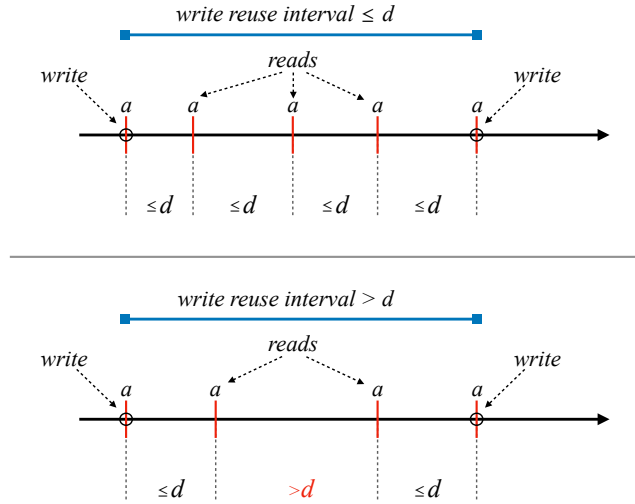 write reuse interval ≤ d
reads
write write
a a a a a
≤ d ≤ d ≤ d ≤ d
write reuse interval > d
reads
write write
a a a a
≤ d >d ≤ d